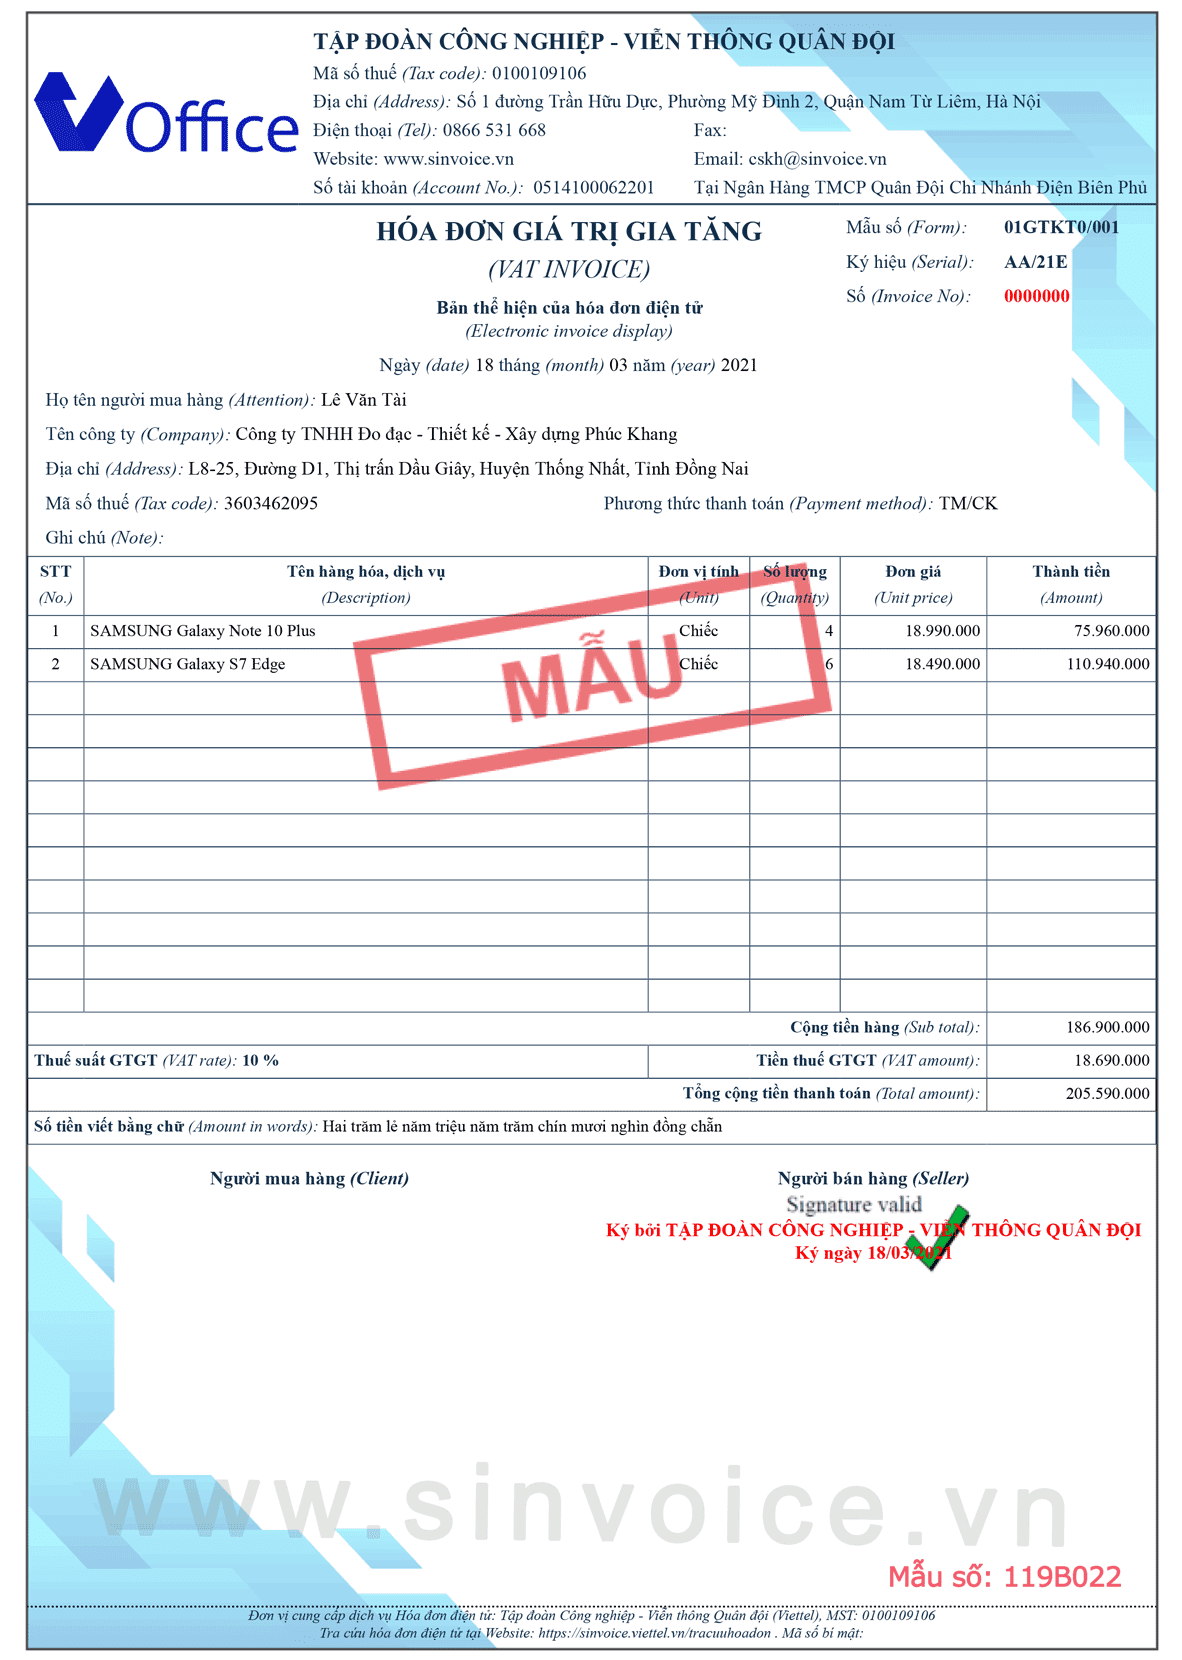 TẬP ĐOÀN CÔNG NGHIỆP - VIỄN THÔNG QUÂN ĐỘI
Mã số thuế (Tax code): 0100109106
Địa chỉ (Address): Số 1 đường Trần Hữu Dực, Phường Mỹ Đình 2, Quận Nam Từ Liêm, Hà Nội
Office
Điện thoại (Tel): 0866 531 668 Fax:
Website: www.sinvoice.vn Email: cskh@sinvoice.vn
Số tài khoản (Account No.): 0514100062201 Tại Ngân Hàng TMCP Quân Đội Chi Nhánh Điện Biên Phủ
HÓA ĐƠN GIÁ TRỊ GIA TĂNG
(VAT INVOICE)
Bản thể hiện của hóa đơn điện tử
(Electronic invoice display)
Ngày (date) 18 tháng (month) 03 năm (year) 2021
Mẫu số (Form): 01GTKT0/001
Ký hiệu (Serial): AA/21E
Số (Invoice No): 0000000
Họ tên người mua hàng (Attention): Lê Văn Tài
Tên công ty (Company): Công ty TNHH Đo đạc - Thiết kế - Xây dựng Phúc Khang
Địa chỉ (Address): L8-25, Đường D1, Thị trấn Dầu Giây, Huyện Thống Nhất, Tỉnh Đồng Nai
Mã số thuế (Tax code): 3603462095 Phương thức thanh toán (Payment method): TM/CK
Ghi chú (Note):
STT Tên hàng hóa, dịch vụ Đơn vị tính Số lượng Đơn giá Thành tiền
(No.) (Description) (Unit) (Quantity) (Unit price) (Amount)
1 SAMSUNG Galaxy Note 10 Plus Chiếc 4 18.990.000 75.960.000
2 SAMSUNG Galaxy S7 Edge Chiếc 6 18.490.000 110.940.000
MẪU
Cộng tiền hàng (Sub total): 186.900.000
Thuế suất GTGT (VAT rate): 10 % Tiền thuế GTGT (VAT amount): 18.690.000
Tổng cộng tiền thanh toán (Total amount): 205.590.000
Số tiền viết bằng chữ (Amount in words): Hai trăm lẻ năm triệu năm trăm chín mươi nghìn đồng chẵn
Người mua hàng (Client) Người bán hàng (Seller)
Signature valid
Ký bởi TẬP ĐOÀN CÔNG NGHIỆP - VIỄN THÔNG QUÂN ĐỘI
Ký ngày 18/03/2021
www.sinvoice.vn
Mẫu số: 119B022
Đơn vị cung cấp dịch vụ Hóa đơn điện tử: Tập đoàn Công nghiệp - Viễn thông Quân đội (Viettel), MST: 0100109106
Tra cứu hóa đơn điện tử tại Website: https://sinvoice.viettel.vn/tracuuhoadon . Mã số bí mật: